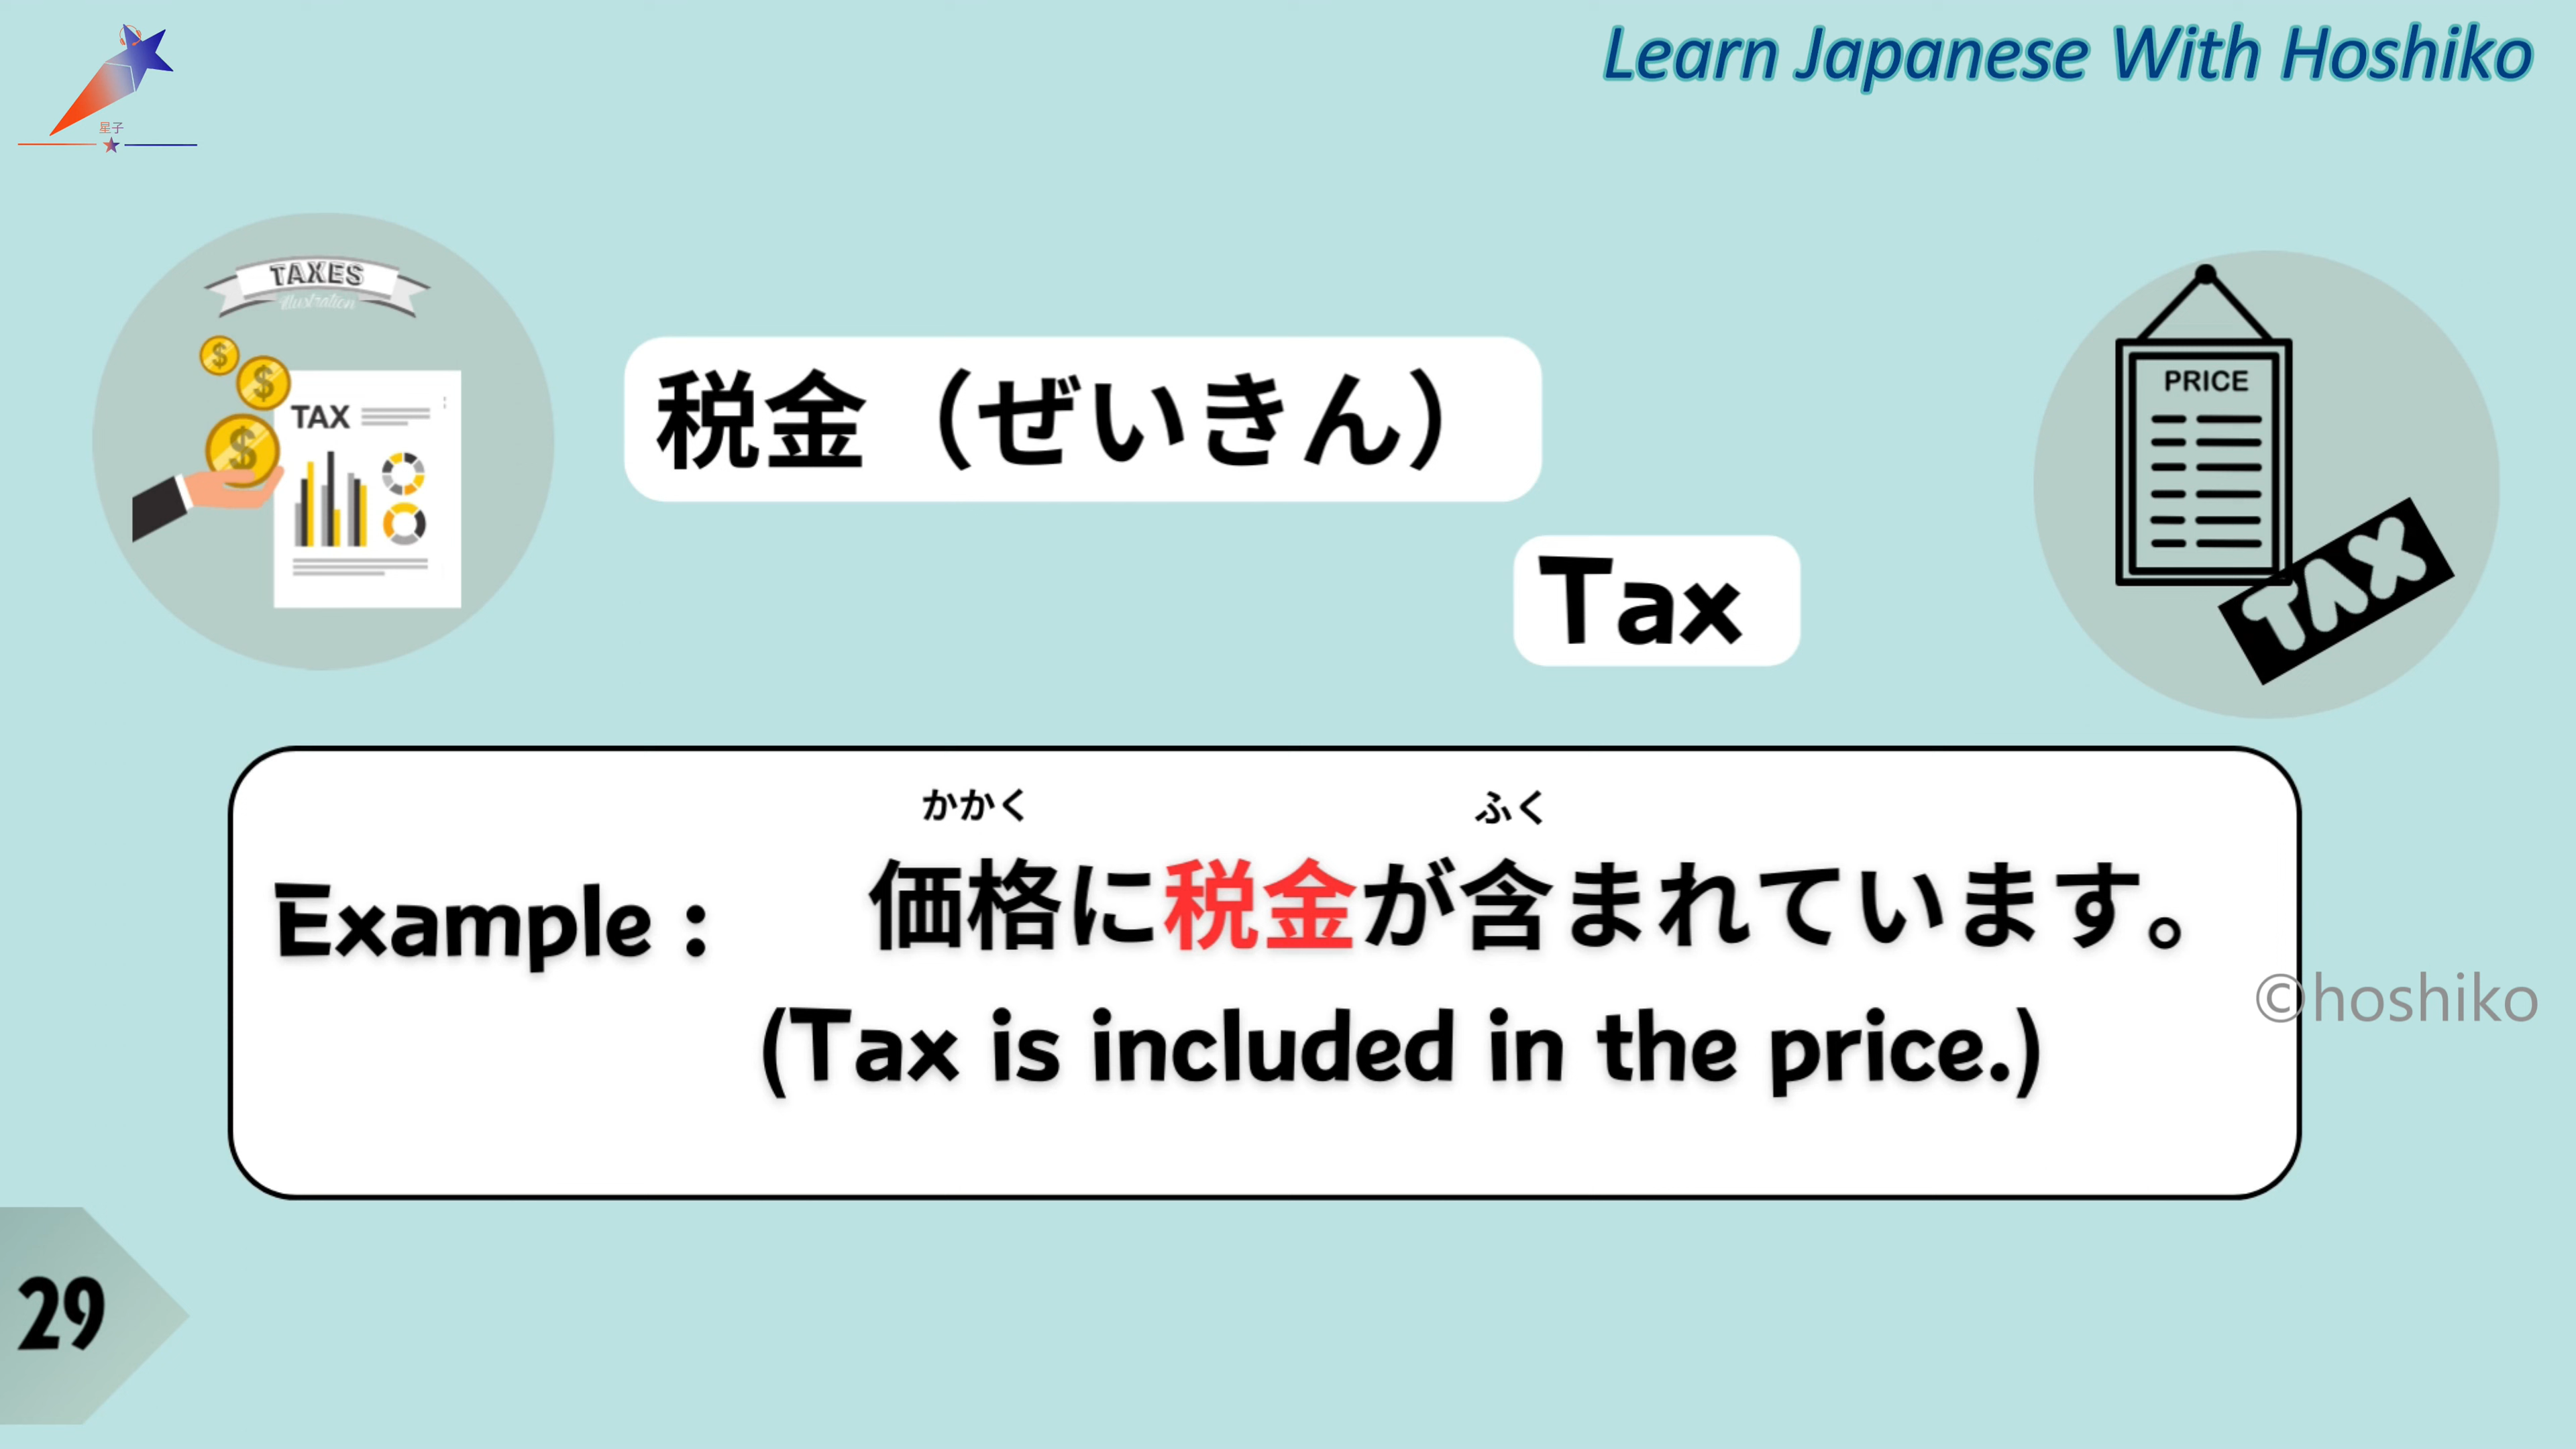 Learn Japanese With Hoshiko
星子
TAXES
illustration
TAX
税金（ぜいきん）
Tax
PRICE
TAX
かかく ふく
Example : 価格に税金が含まれています。
(Tax is included in the price.)
©hoshiko
29